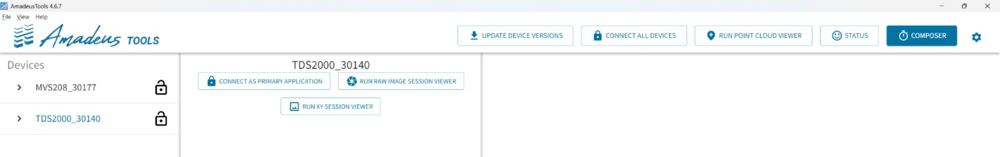 AmadeusTools 4.6.7
File View Help
Amadeus TOOLS
UPDATE DEVICE VERSIONS
CONNECT ALL DEVICES
RUN POINT CLOUD VIEWER
STATUS
COMPOSER
Devices
MVS208_30177
TDS2000_30140
TDS2000_30140
CONNECT AS PRIMARY APPLICATION
RUN RAW IMAGE SESSION VIEWER
RUN XY SESSION VIEWER